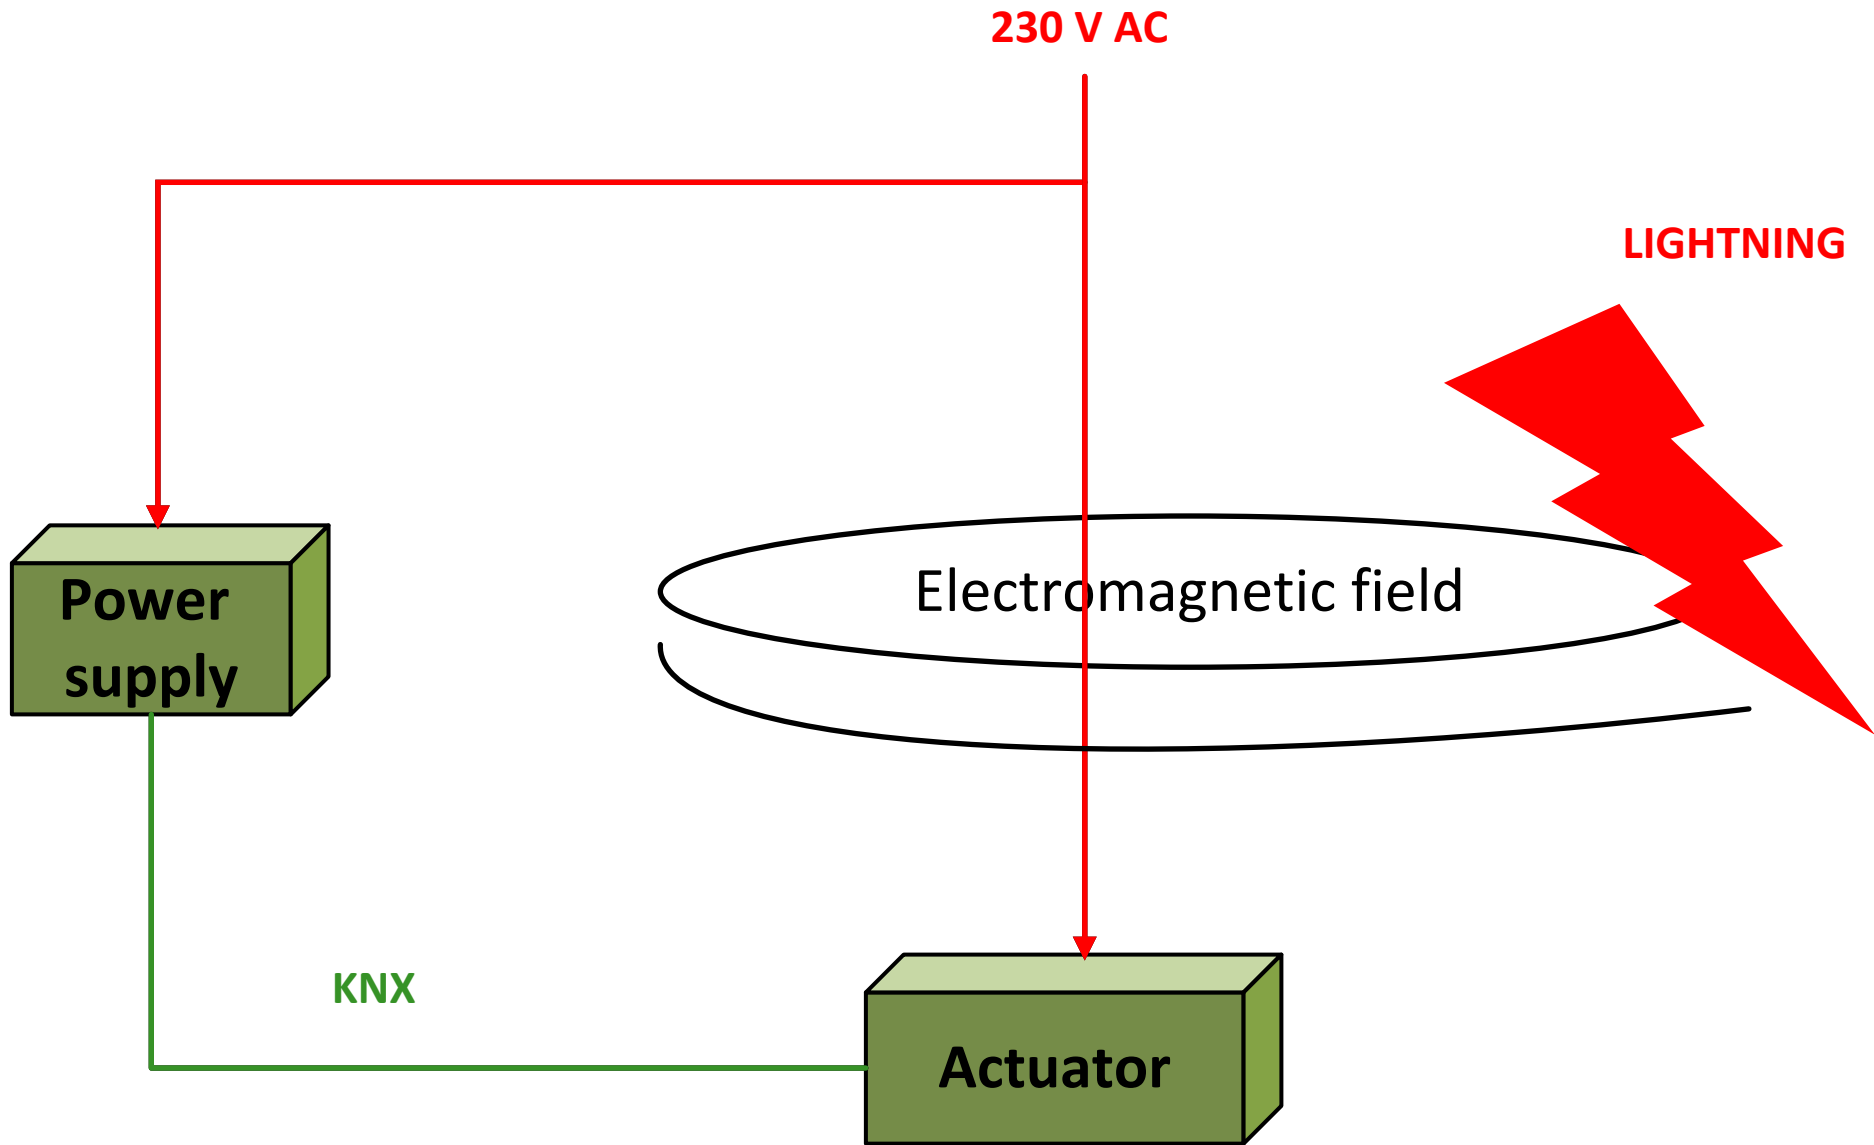 230 V AC
LIGHTNING
Electromagnetic field
Power
supply
KNX
Actuator